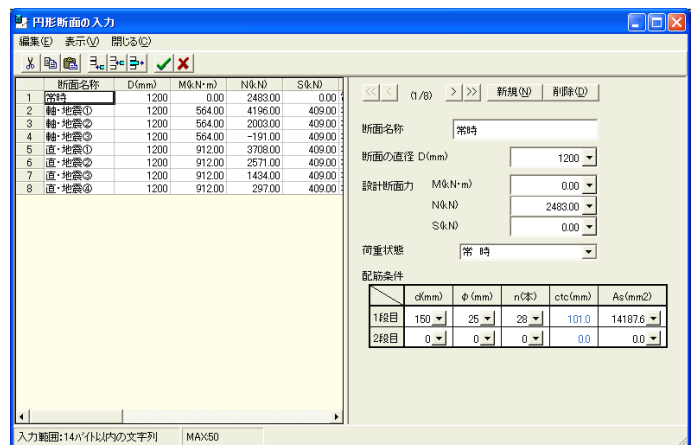 円形断面の入力
編集(E) 表示(V) 閉じる(C)
断面名称 D(mm) M(kN·m) N(kN) S(kN)
1 常時 1200 0.00 2483.00 0.00
2 軸·地震① 1200 564.00 4196.00 409.00
3 軸·地震② 1200 564.00 2003.00 409.00
4 軸·地震③ 1200 564.00 -191.00 409.00
5 直·地震① 1200 912.00 3708.00 409.00
6 直·地震② 1200 912.00 2571.00 409.00
7 直·地震③ 1200 912.00 1434.00 409.00
8 直·地震④ 1200 912.00 297.00 409.00
<< < (1/8) > >> 新規(N) 削除(D)
断面名称 常時
断面の直径 D(mm) 1200
設計断面力 M(kN·m) 0.00
N(kN) 2483.00
S(kN) 0.00
荷重状態 常 時
配筋条件
d(mm) φ(mm) n(本) ctc(mm) As(mm2)
1段目 150 25 28 101.0 14187.6
2段目 0 0 0 0.0 0.0
入力範囲:14バイト以内の文字列 MAX50